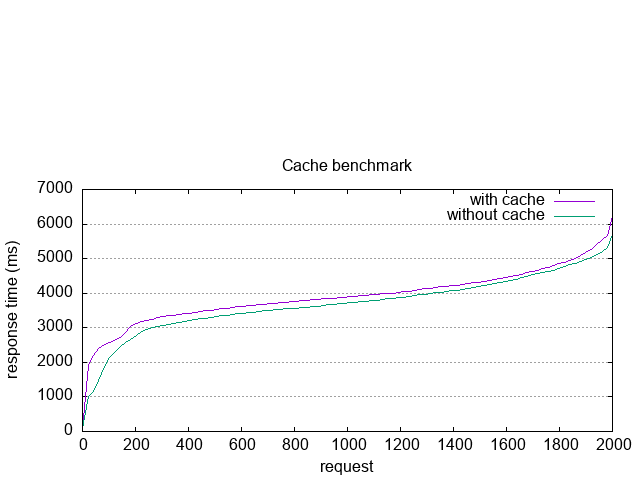 Cache benchmark
7000
6000
5000
4000
3000
2000
1000
0
response time (ms)
with cache
without cache
0 200 400 600 800 1000 1200 1400 1600 1800 2000
request